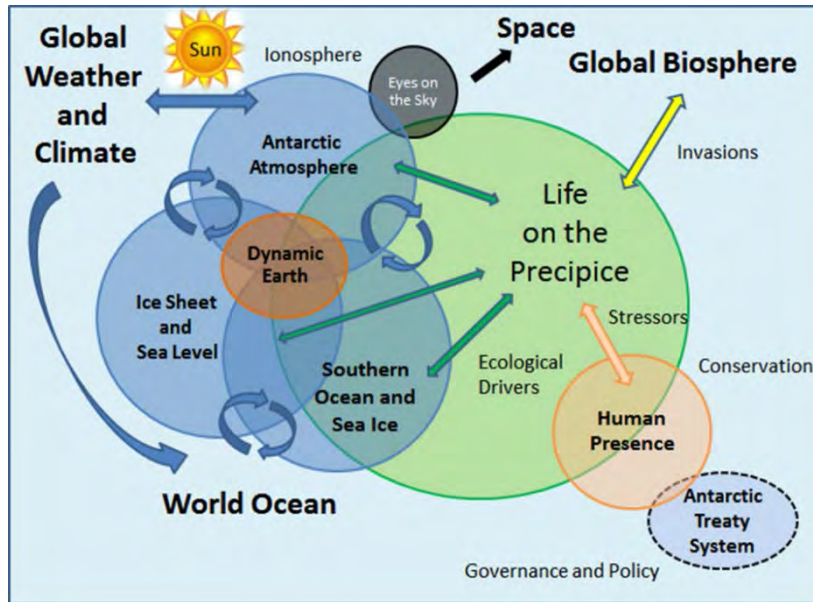 Global
Weather
and
Climate
Sun
Ionosphere
Space
Eyes on
the Sky
Global Biosphere
Antarctic
Atmosphere
Invasions
Life
on the
Precipice
Dynamic
Earth
Ice Sheet
and
Sea Level
Stressors
Southern
Ocean and
Sea Ice
Ecological
Drivers
Conservation
Human
Presence
World Ocean
Antarctic
Treaty
System
Governance and Policy